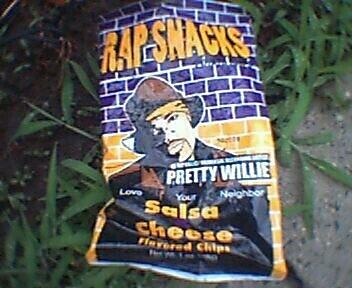 RAP SNACKS
PRETTY WILLIE
Love Your Neighbor
Salsa
Cheese
Flavored Chips